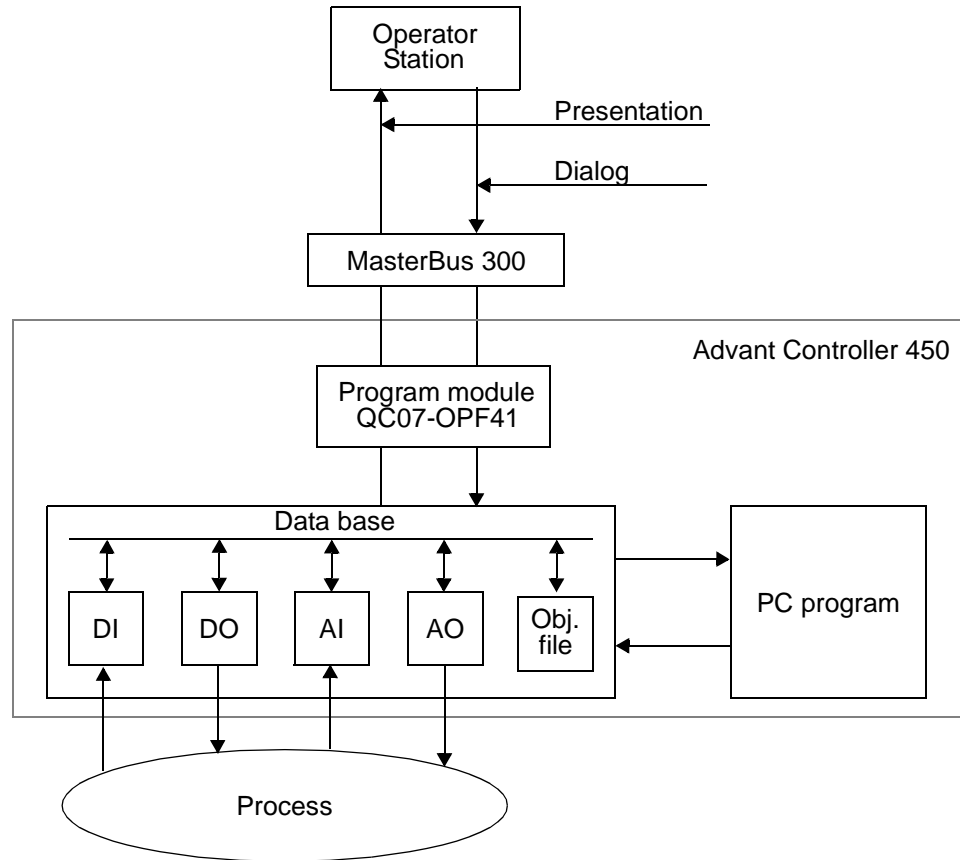 Operator
Station
Presentation
Dialog
MasterBus 300
Advant Controller 450
Program module
QC07-OPF41
Data base
DI
DO
AI
AO
Obj.
file
PC program
Process